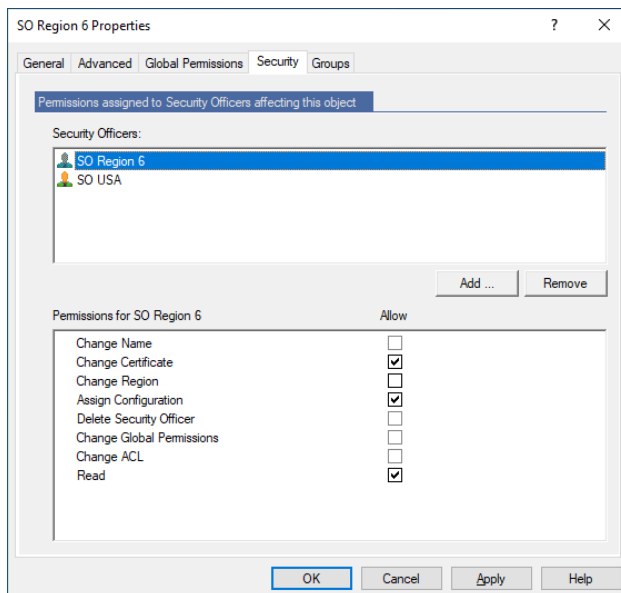 SO Region 6 Properties
General Advanced Global Permissions Security Groups
Permissions assigned to Security Officers affecting this object
Security Officers:
SO Region 6
SO USA
Add ... Remove
Permissions for SO Region 6 Allow
Change Name
Change Certificate
Change Region
Assign Configuration
Delete Security Officer
Change Global Permissions
Change ACL
Read
OK Cancel Apply Help